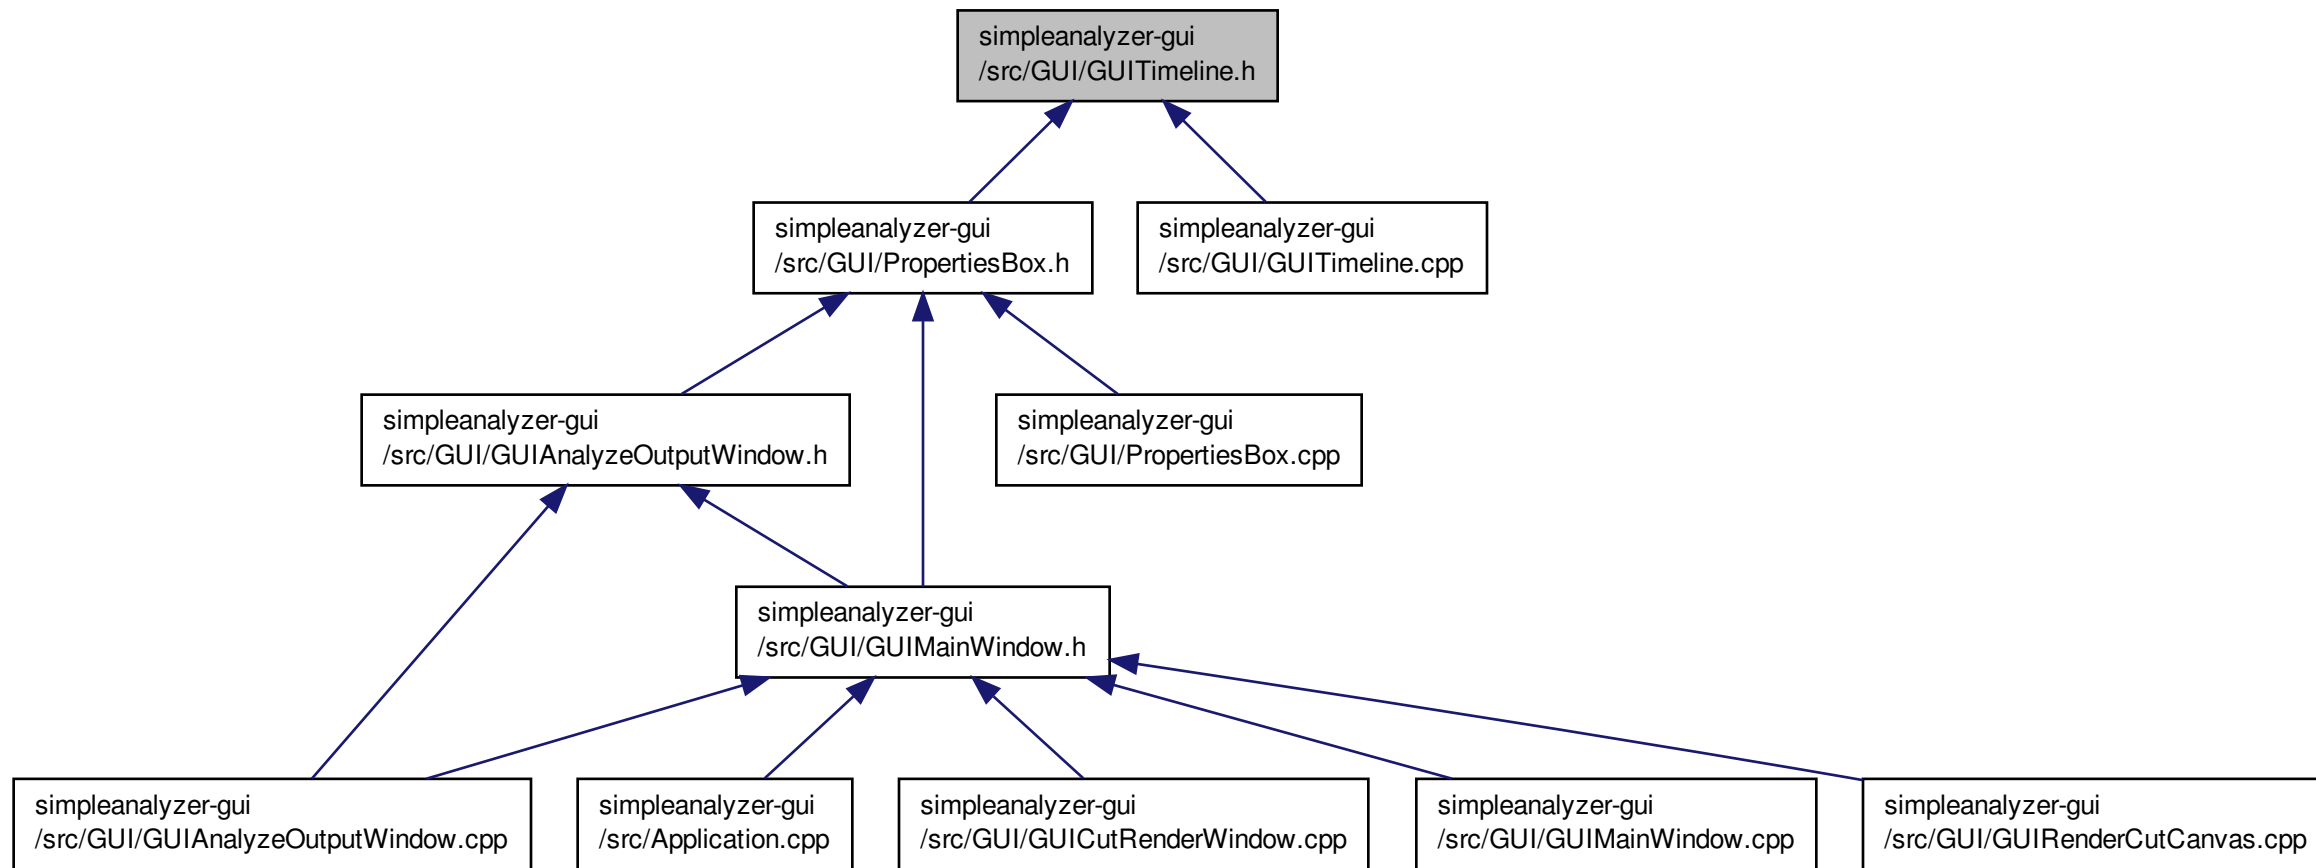 simpleanalyzer-gui
/src/GUI/GUITimeline.h
simpleanalyzer-gui
/src/GUI/PropertiesBox.h
simpleanalyzer-gui
/src/GUI/GUITimeline.cpp
simpleanalyzer-gui
/src/GUI/GUIAnalyzeOutputWindow.h
simpleanalyzer-gui
/src/GUI/PropertiesBox.cpp
simpleanalyzer-gui
/src/GUI/GUIMainWindow.h
simpleanalyzer-gui
/src/GUI/GUIAnalyzeOutputWindow.cpp
simpleanalyzer-gui
/src/Application.cpp
simpleanalyzer-gui
/src/GUI/GUICutRenderWindow.cpp
simpleanalyzer-gui
/src/GUI/GUIMainWindow.cpp
simpleanalyzer-gui
/src/GUI/GUIRenderCutCanvas.cpp